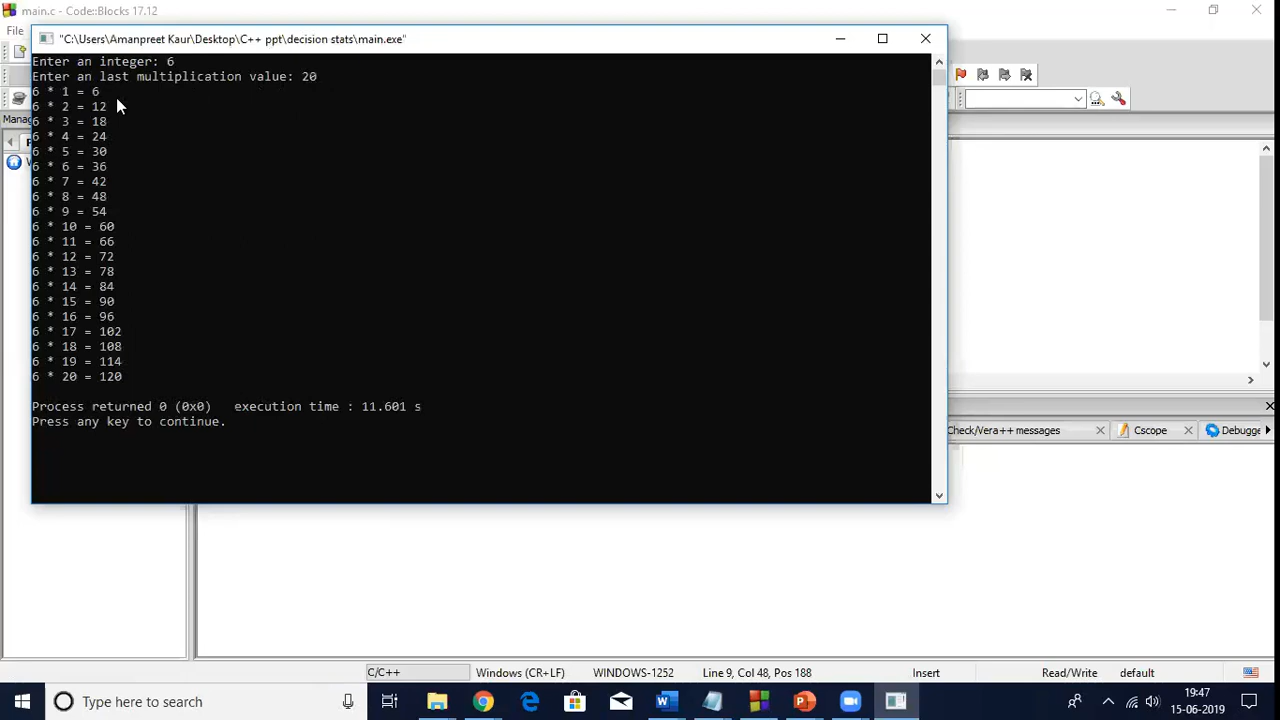 main.c - Code::Blocks 17.12
File
"C:\Users\Amanpreet Kaur\Desktop\C++ ppt\decision stats\main.exe"
Enter an integer: 6
Enter an last multiplication value: 20
6 * 1 = 6
6 * 2 = 12
6 * 3 = 18
6 * 4 = 24
6 * 5 = 30
6 * 6 = 36
6 * 7 = 42
6 * 8 = 48
6 * 9 = 54
6 * 10 = 60
6 * 11 = 66
6 * 12 = 72
6 * 13 = 78
6 * 14 = 84
6 * 15 = 90
6 * 16 = 96
6 * 17 = 102
6 * 18 = 108
6 * 19 = 114
6 * 20 = 120
Process returned 0 (0x0)   execution time : 11.601 s
Press any key to continue.
Manag
Check/Vera++ messages
Cscope
Debugge
C/C++
Windows (CR+LF)
WINDOWS-1252
Line 9, Col 48, Pos 188
Insert
Read/Write
default
Type here to search
19:47
15-06-2019